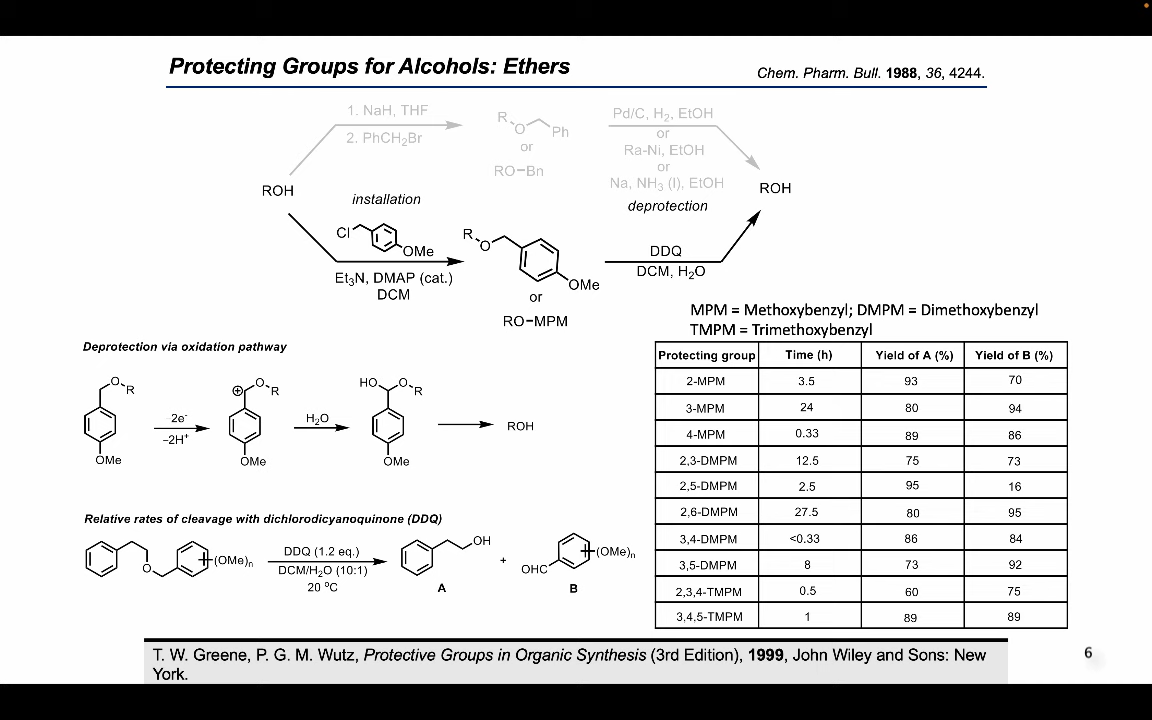 Protecting Groups for Alcohols: Ethers
Chem. Pharm. Bull. 1988, 36, 4244.
1. NaH, THF
2. PhCH2Br
R
O
Ph
or
RO–Bn
Pd/C, H2, EtOH
or
Ra-Ni, EtOH
or
Na, NH3 (l), EtOH
deprotection
ROH
installation
ROH
Cl
OMe
Et3N, DMAP (cat.)
DCM
R
O
OMe
or
RO–MPM
DDQ
DCM, H2O
MPM = Methoxybenzyl; DMPM = Dimethoxybenzyl
TMPM = Trimethoxybenzyl
Deprotection via oxidation pathway
O
R
OMe
–2e-
–2H+
⊕
O
R
OMe
H2O
HO
O
R
OMe
ROH
Relative rates of cleavage with dichlorodicyanoquinone (DDQ)
O
(OMe)n
DDQ (1.2 eq.)
DCM/H2O (10:1)
20 ºC
OH
A
+
OHC
(OMe)n
B
Protecting group Time (h) Yield of A (%) Yield of B (%)
2-MPM 3.5 93 70
3-MPM 24 80 94
4-MPM 0.33 89 86
2,3-DMPM 12.5 75 73
2,5-DMPM 2.5 95 16
2,6-DMPM 27.5 80 95
3,4-DMPM <0.33 86 84
3,5-DMPM 8 73 92
2,3,4-TMPM 0.5 60 75
3,4,5-TMPM 1 89 89
T. W. Greene, P. G. M. Wutz, Protective Groups in Organic Synthesis (3rd Edition), 1999, John Wiley and Sons: New
York.
6